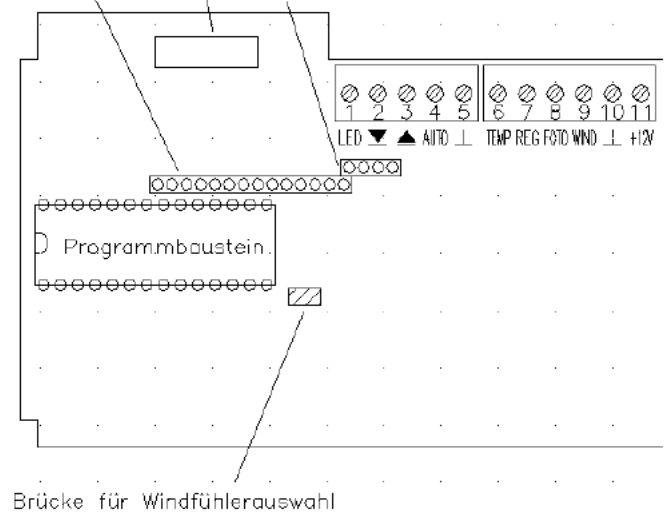 1 2 3 4 5 6 7 8 9 10 11
LED ▼ ▲ AUTO ⊥ TEMP REG FOTO WIND ⊥ +12V
Programmbaustein
Brücke für Windfühlerauswahl